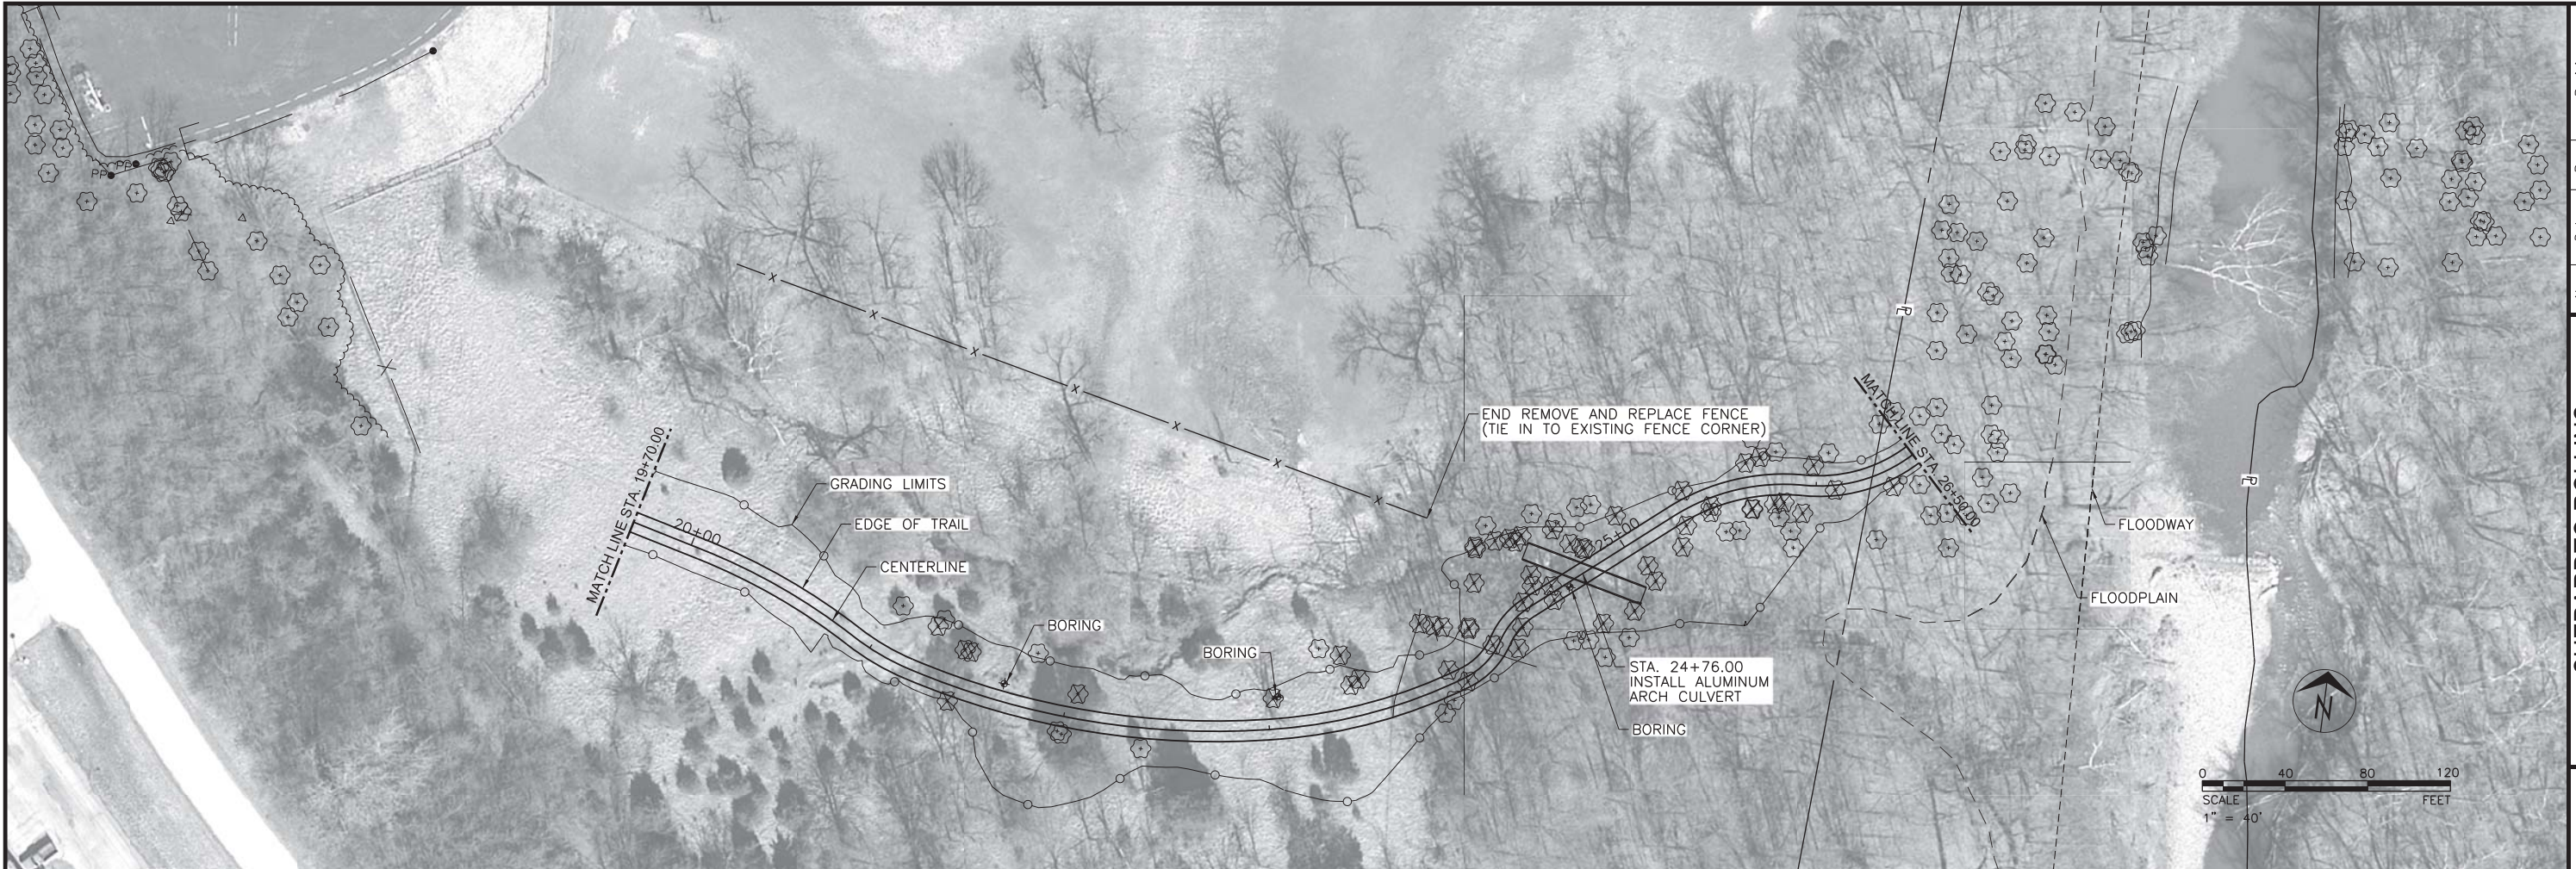 PP
PP
X
X
X
X
X
X
X
X
PL
MATCH LINE STA. 19+70.00
MATCH LINE STA. 26+50.00
END REMOVE AND REPLACE FENCE
(TIE IN TO EXISTING FENCE CORNER)
GRADING LIMITS
20+00
EDGE OF TRAIL
CENTERLINE
PL
FLOODWAY
25+00
FLOODPLAIN
BORING
BORING
STA. 24+76.00
INSTALL ALUMINUM
ARCH CULVERT
BORING
N
0 40 80 120
SCALE FEET
1" = 40'